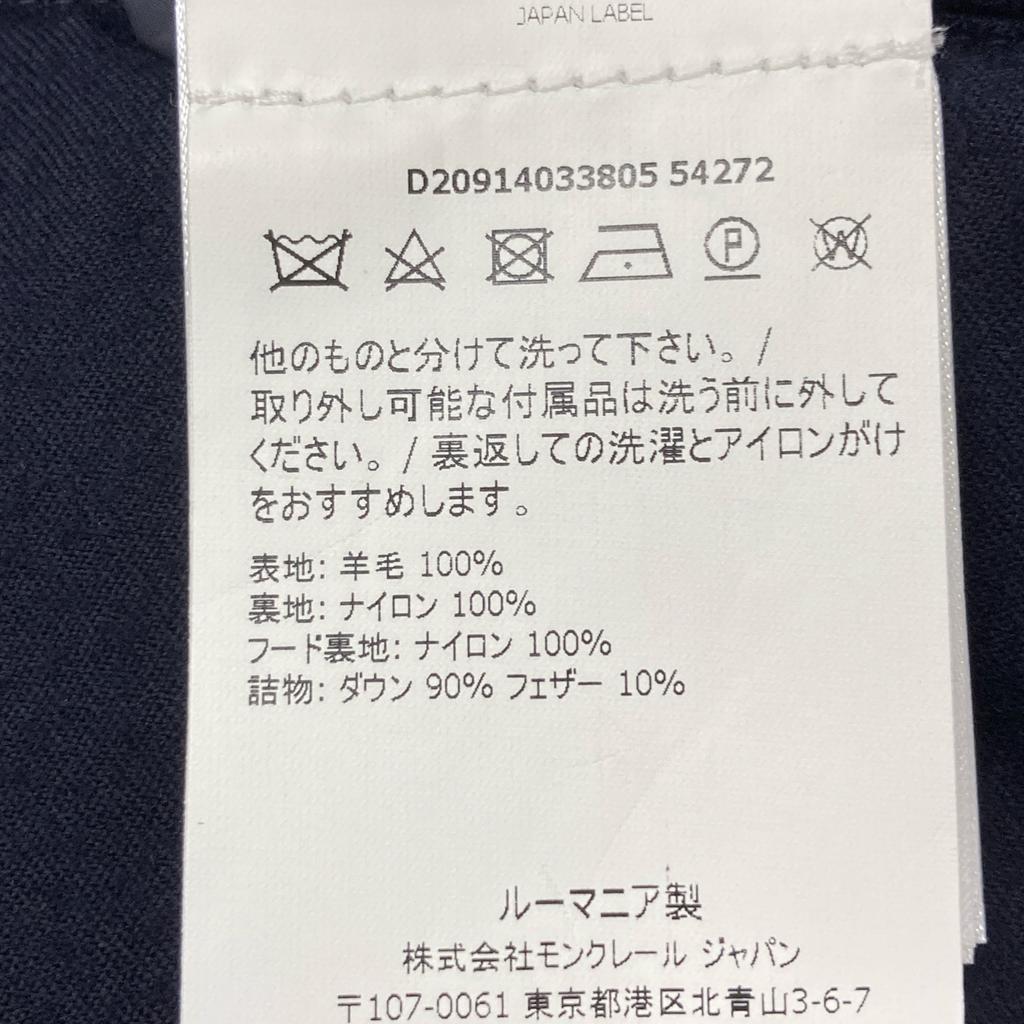 JAPAN LABEL
D20914033805 54272
P
W
他のものと分けて洗って下さい。 /
取り外し可能な付属品は洗う前に外して
ください。 / 裏返しての洗濯とアイロンがけ
をおすすめします。
表地: 羊毛 100%
裏地: ナイロン 100%
フード裏地: ナイロン 100%
詰物: ダウン 90% フェザー 10%
ルーマニア製
株式会社モンクレール ジャパン
〒107-0061 東京都港区北青山3-6-7